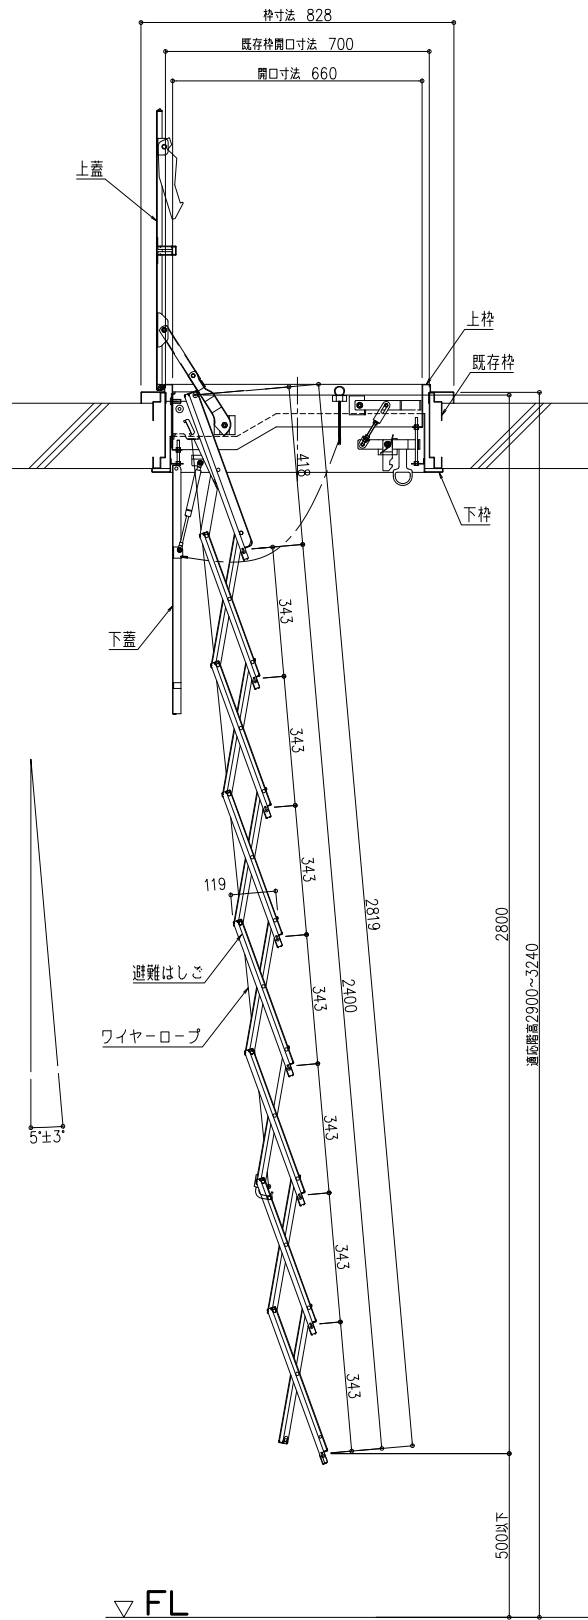 枠寸法 828
既存枠開口寸法 700
開口寸法 660
上蓋
上枠
既存枠
418
下枠
343
下蓋
343
343
119
2819
2800
避難はしご
343
2400
適応階高2900~3240
ワイヤーロープ
5°±3°
343
343
343
500以下
▽ FL